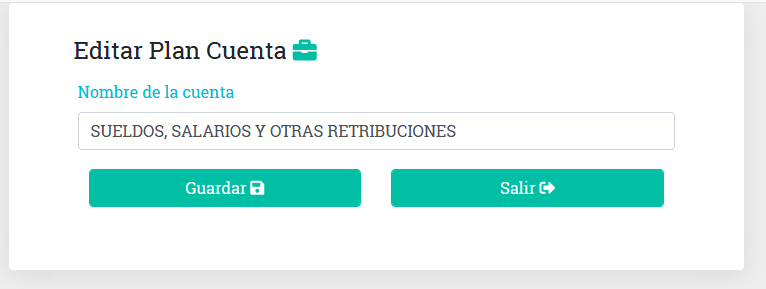 Editar Plan Cuenta
Nombre de la cuenta
SUELDOS, SALARIOS Y OTRAS RETRIBUCIONES
Guardar
Salir